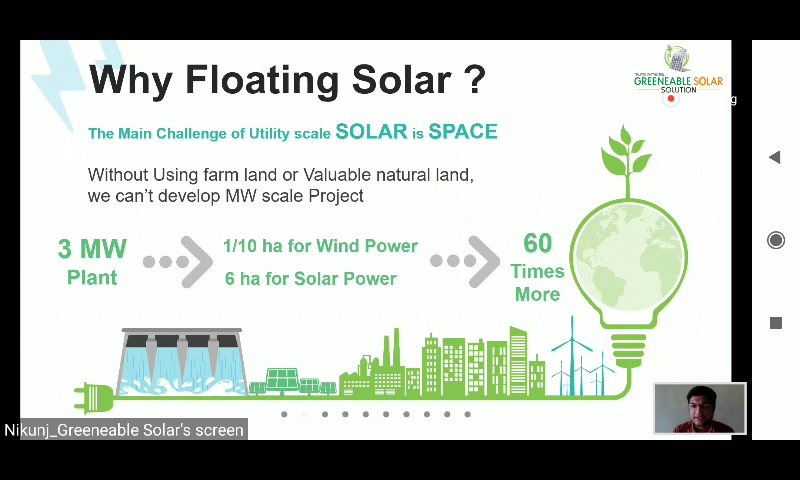 Why Floating Solar ?
GREENEABLE SOLAR
SOLUTION
g
The Main Challenge of Utility scale SOLAR is SPACE
Without Using farm land or Valuable natural land,
we can't develop MW scale Project
3 MW
Plant
1/10 ha for Wind Power
6 ha for Solar Power
60
Times
More
Nikunj_Greeneable Solar's screen